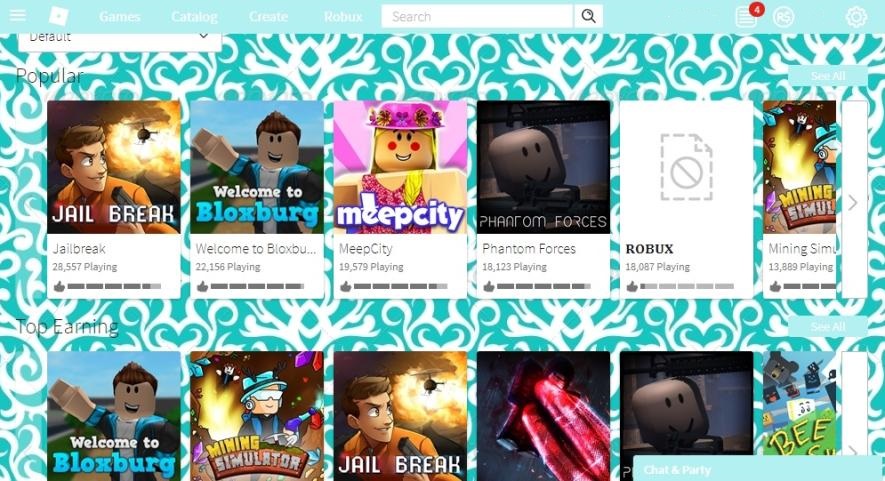 Games Catalog Create Robux Search 4 R$
Default
Popular See All
JAIL BREAK
Welcome to
Bloxburg
meepcity
PHANTOM FORCES
MINING
Jailbreak Welcome to Bloxbu... MeepCity Phantom Forces ROBUX Mining
28,557 Playing 22,156 Playing 19,579 Playing 18,123 Playing 18,087 Playing 13,889 Playing
Top Earning See All
Welcome to
Bloxburg
MINING
SIMULATOR
JAIL BREAK
BEE
Chat & Party